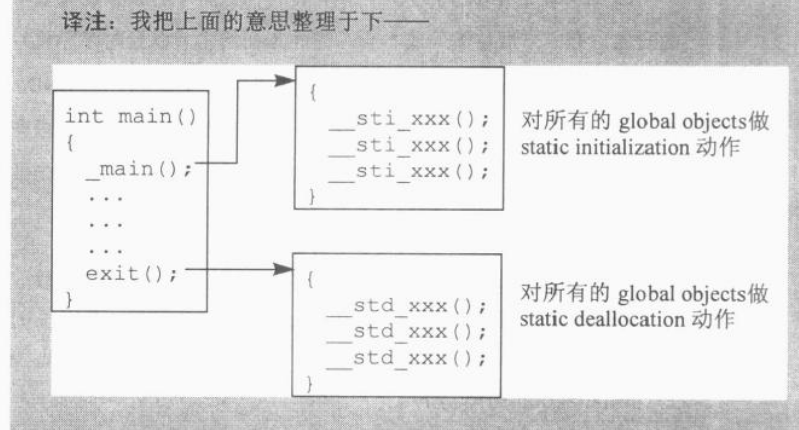 译注：我把上面的意思整理于下——
int main()
{
_main();
...
...
...
exit();
}
{
__sti_xxx();
__sti_xxx();
__sti_xxx();
}
对所有的 global objects做
static initialization 动作
{
__std_xxx();
__std_xxx();
__std_xxx();
}
对所有的 global objects做
static deallocation 动作